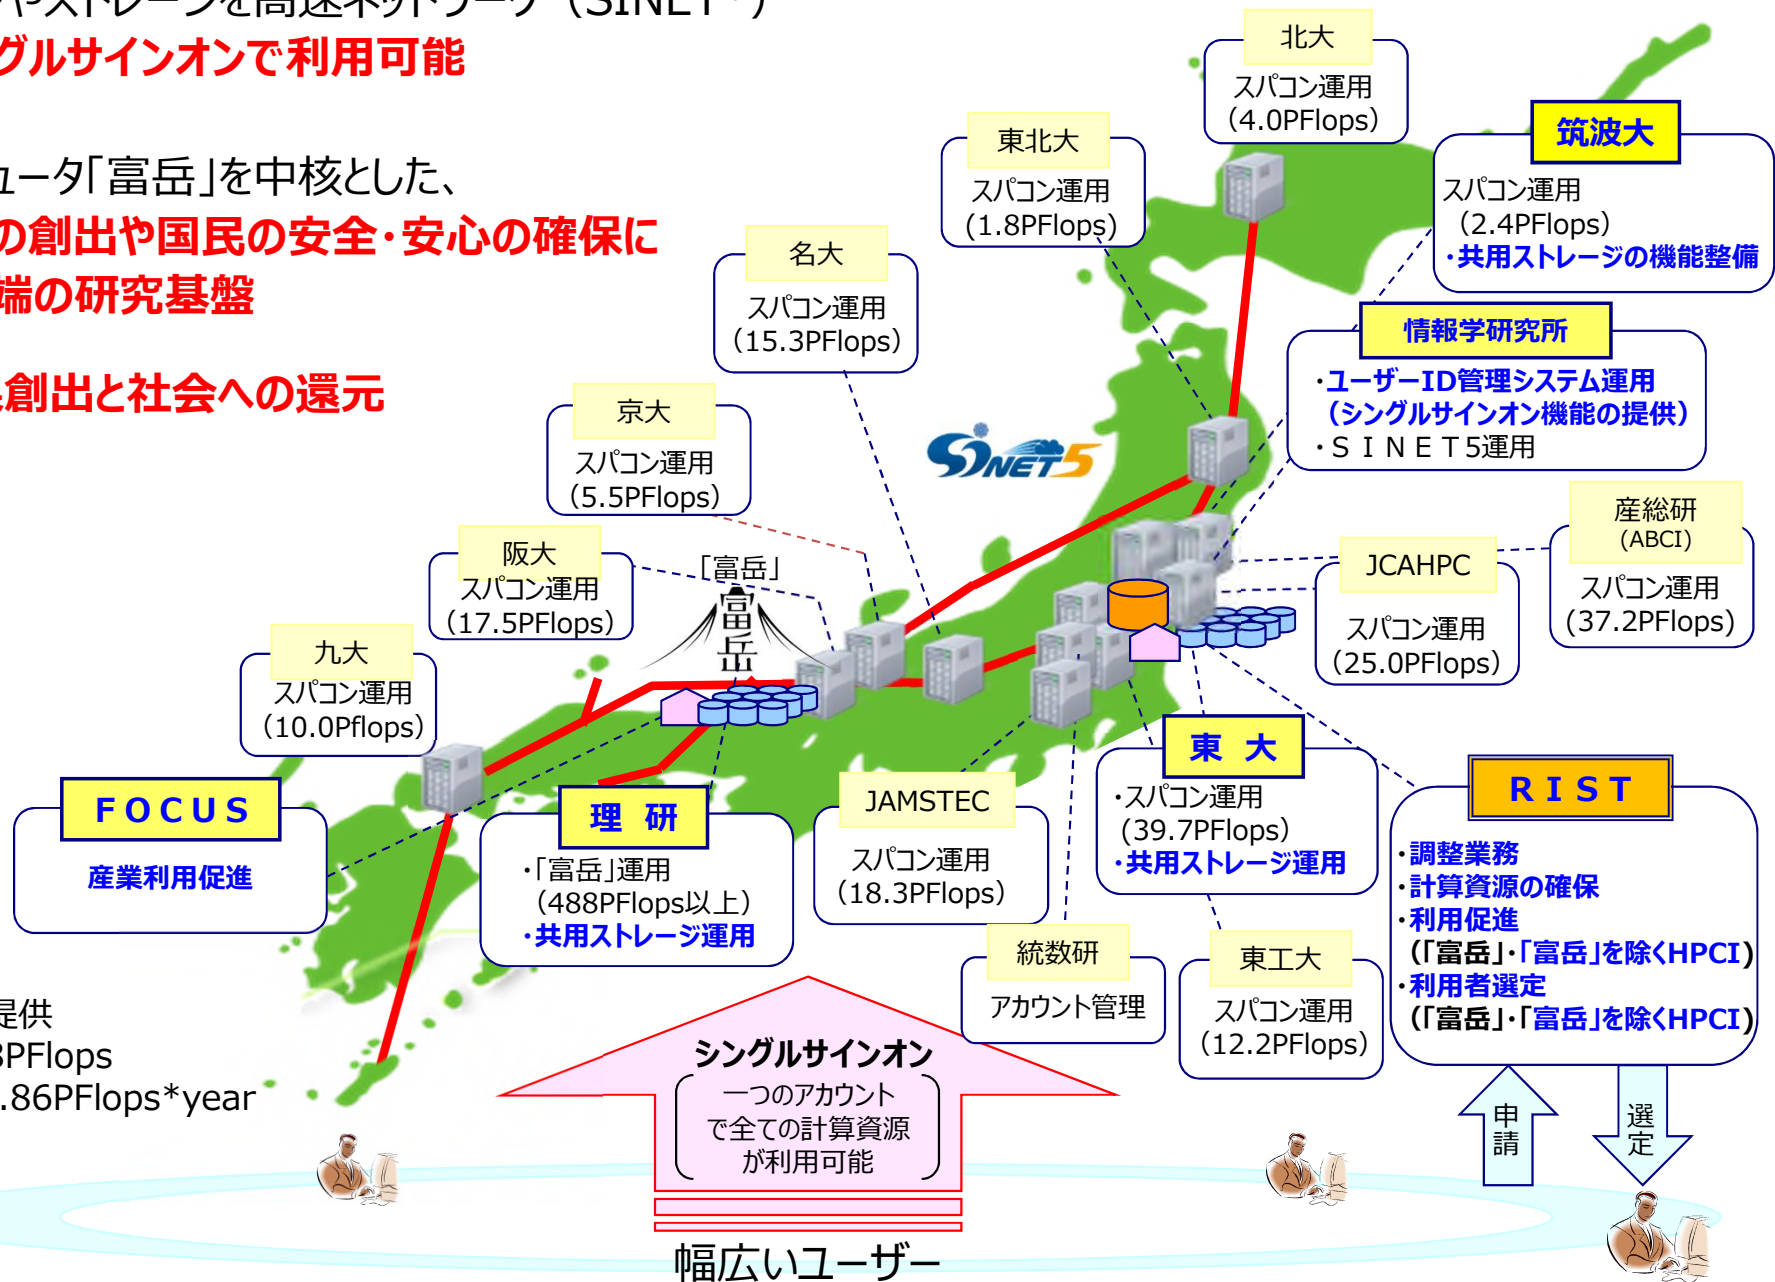 やストレージを高速ネットワーク（SINET
グルサインオンで利用可能
ュータ「富岳」を中核とした、
の創出や国民の安全・安心の確保に
端の研究基盤
創出と社会への還元
北大
スパコン運用
(4.0PFlops)
東北大
スパコン運用
(1.8PFlops)
筑波大
スパコン運用
（2.4PFlops）
・共用ストレージの機能整備
名大
スパコン運用
（15.3PFlops）
情報学研究所
・ユーザーID管理システム運用
（シングルサインオン機能の提供）
・ＳＩＮＥＴ5運用
京大
スパコン運用
（5.5PFlops）
SINET5
産総研
(ABCI)
スパコン運用
（37.2PFlops）
阪大
スパコン運用
（17.5PFlops）
「富岳」
富岳
JCAHPC
スパコン運用
（25.0PFlops）
九大
スパコン運用
（10.0Pflops）
FOCUS
産業利用促進
理 研
・「富岳」運用
（488PFlops以上）
・共用ストレージ運用
JAMSTEC
スパコン運用
（18.3PFlops）
東 大
・スパコン運用
（39.7PFlops）
・共用ストレージ運用
RIST
・調整業務
・計算資源の確保
・利用促進
（「富岳」・「富岳」を除くHPCI)
・利用者選定
（「富岳」・「富岳」を除くHPCI)
統数研
アカウント管理
東工大
スパコン運用
（12.2PFlops）
提供
PFlops
.86PFlops*year
シングルサインオン
一つのアカウント
で全ての計算資源
が利用可能
申請
選定
幅広いユーザー